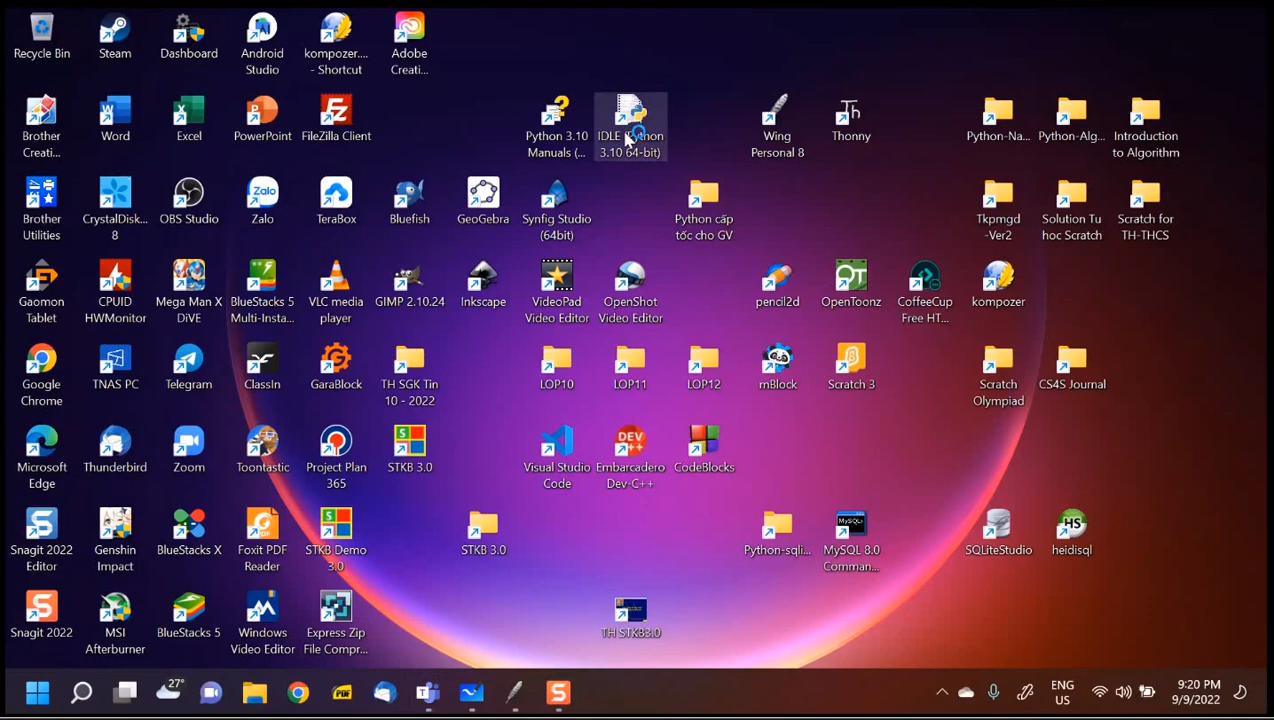 Recycle Bin
Steam
Dashboard
Android
Studio
kompozer....
- Shortcut
Adobe
Creati...
Brother
Creati...
Word
Excel
PowerPoint
FileZilla Client
Python 3.10
Manuals (...
IDLE (Python
3.10 64-bit)
Wing
Personal 8
Thonny
Python-Na...
Python-Alg...
Introduction
to Algorithm
Brother
Utilities
CrystalDisk...
8
OBS Studio
Zalo
TeraBox
Bluefish
GeoGebra
Synfig Studio
(64bit)
Python cấp
tốc cho GV
Tkpmgd
-Ver2
Solution Tu
hoc Scratch
Scratch for
TH-THCS
Gaomon
Tablet
CPUID
HWMonitor
Mega Man X
DiVE
BlueStacks 5
Multi-Insta...
VLC media
player
GIMP 2.10.24
Inkscape
VideoPad
Video Editor
OpenShot
Video Editor
pencil2d
OpenToonz
CoffeeCup
Free HT...
kompozer
Google
Chrome
TNAS PC
Telegram
ClassIn
GaraBlock
TH SGK Tin
10 - 2022
LOP10
LOP11
LOP12
mBlock
Scratch 3
Scratch
Olympiad
CS4S Journal
Microsoft
Edge
Thunderbird
Zoom
Toontastic
Project Plan
365
STKB 3.0
Visual Studio
Code
Embarcadero
Dev-C++
CodeBlocks
Snagit 2022
Editor
Genshin
Impact
BlueStacks X
Foxit PDF
Reader
STKB Demo
3.0
STKB 3.0
Python-sqli...
MySQL 8.0
Comman...
SQLiteStudio
heidisql
Snagit 2022
MSI
Afterburner
BlueStacks 5
Windows
Video Editor
Express Zip
File Compr...
TH STKB3.0
27°
PDF
ENG
US
9:20 PM
9/9/2022